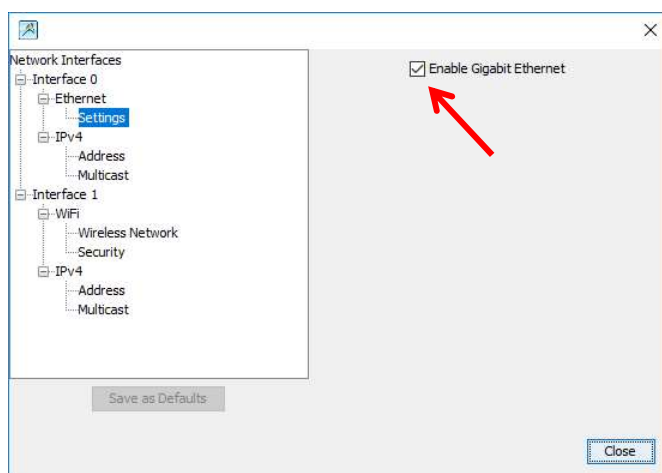 Network Interfaces
Enable Gigabit Ethernet
Interface 0
Ethernet
Settings
IPv4
Address
Multicast
Interface 1
WiFi
Wireless Network
Security
IPv4
Address
Multicast
Save as Defaults
Close